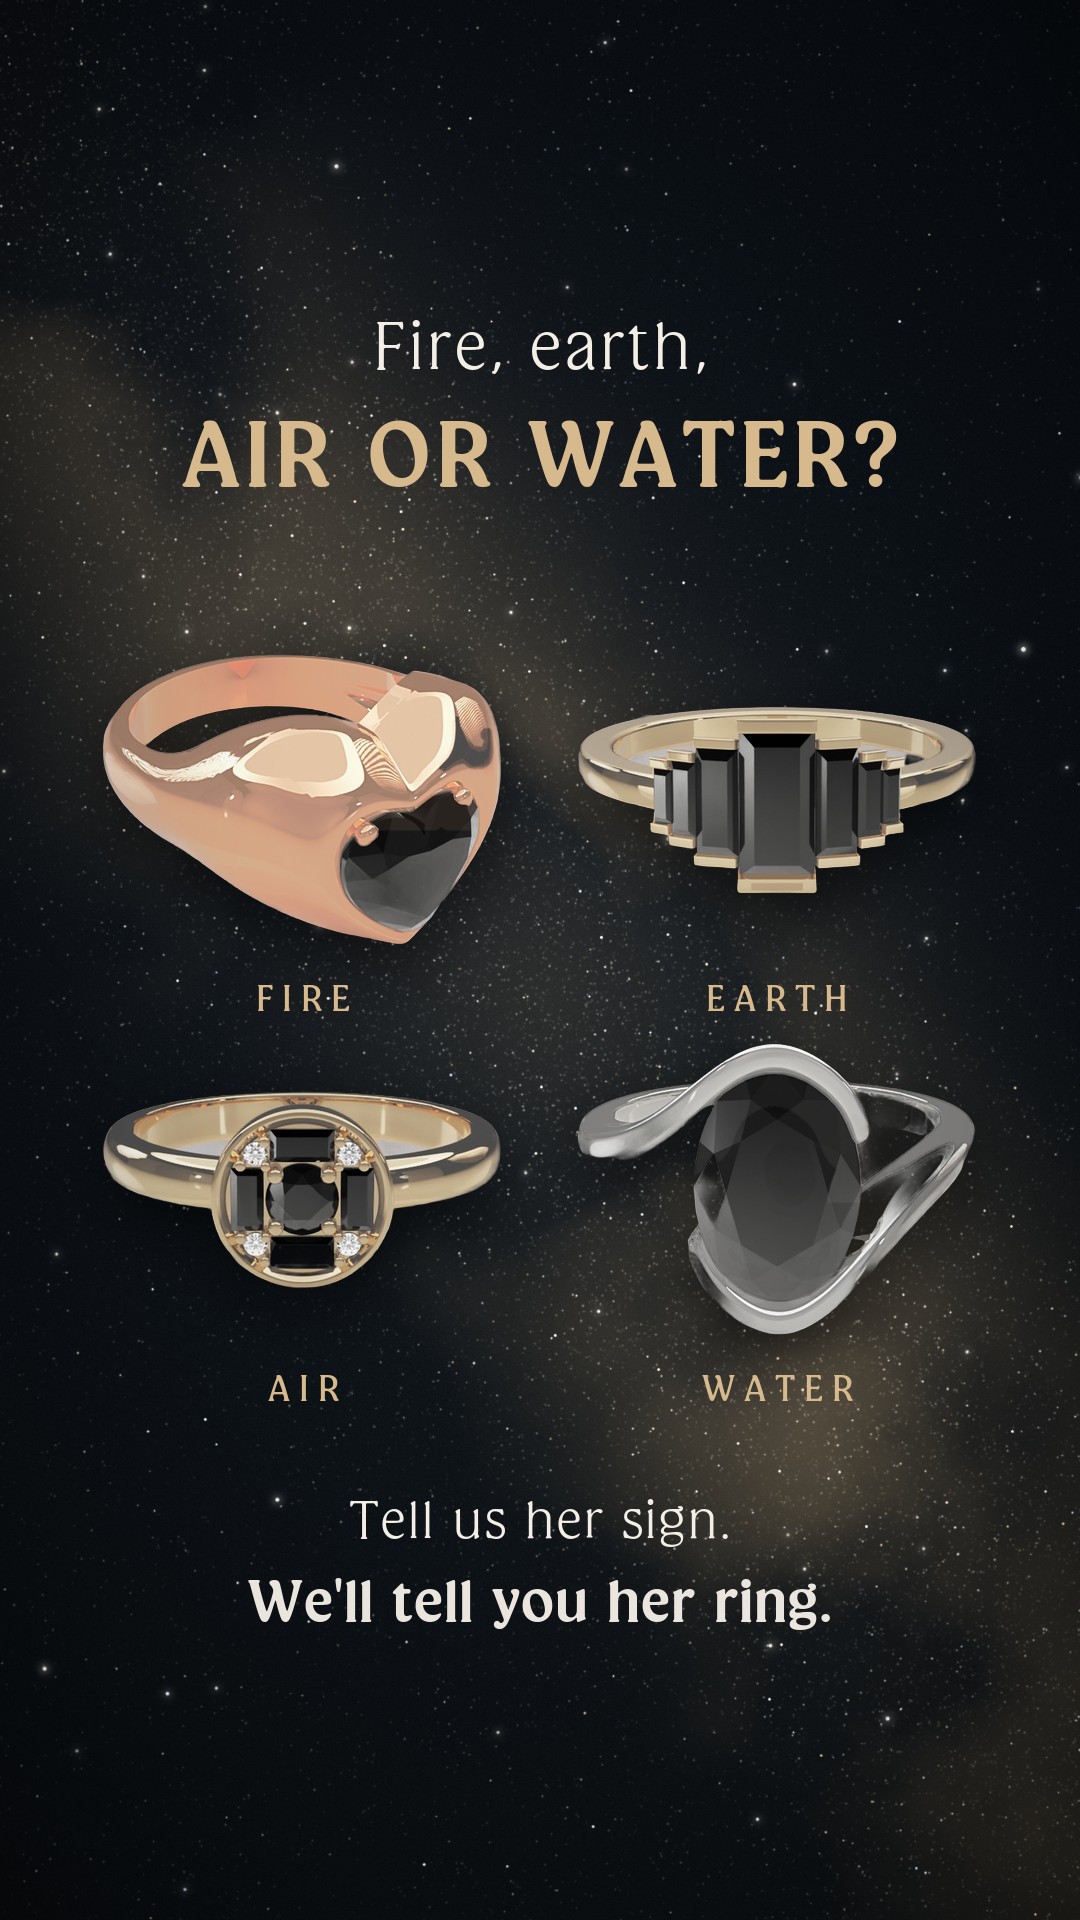 Fire, earth,
AIR OR WATER?
FIRE
EARTH
AIR
WATER
Tell us her sign.
We'll tell you her ring.